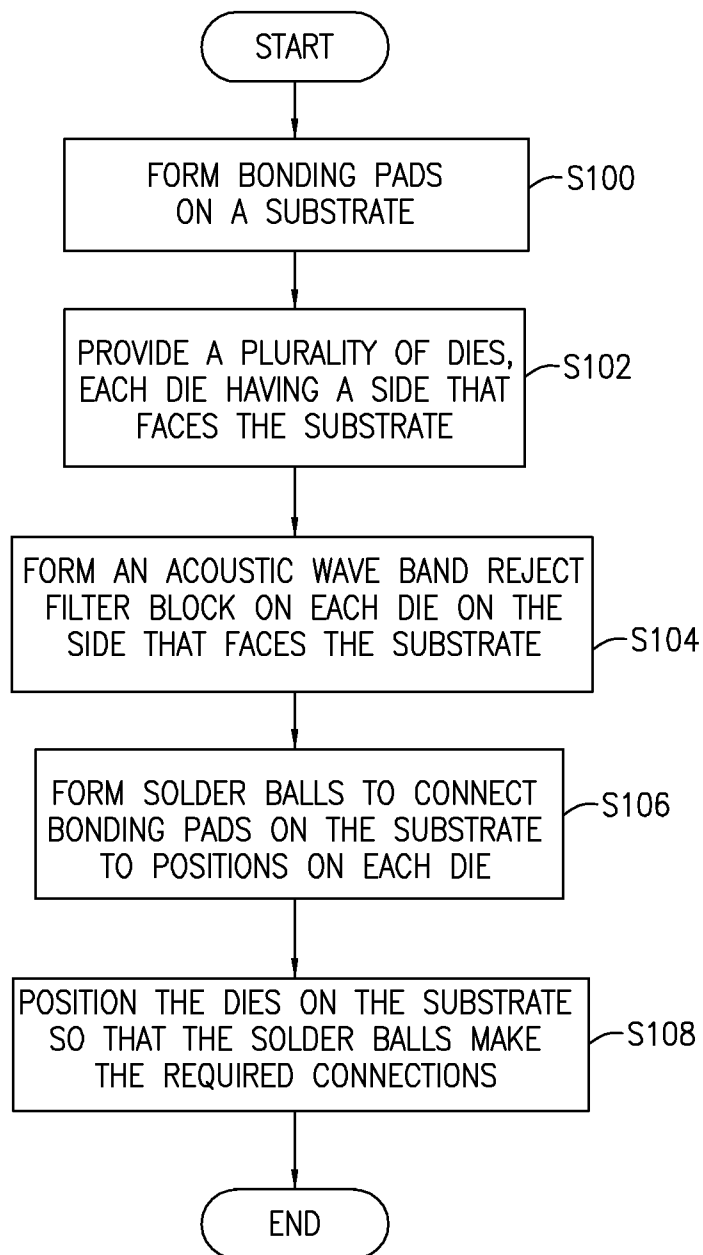 START
FORM BONDING PADS
ON A SUBSTRATE
S100
PROVIDE A PLURALITY OF DIES,
EACH DIE HAVING A SIDE THAT
FACES THE SUBSTRATE
S102
FORM AN ACOUSTIC WAVE BAND REJECT
FILTER BLOCK ON EACH DIE ON THE
SIDE THAT FACES THE SUBSTRATE
S104
FORM SOLDER BALLS TO CONNECT
BONDING PADS ON THE SUBSTRATE
TO POSITIONS ON EACH DIE
S106
POSITION THE DIES ON THE SUBSTRATE
SO THAT THE SOLDER BALLS MAKE
THE REQUIRED CONNECTIONS
S108
END